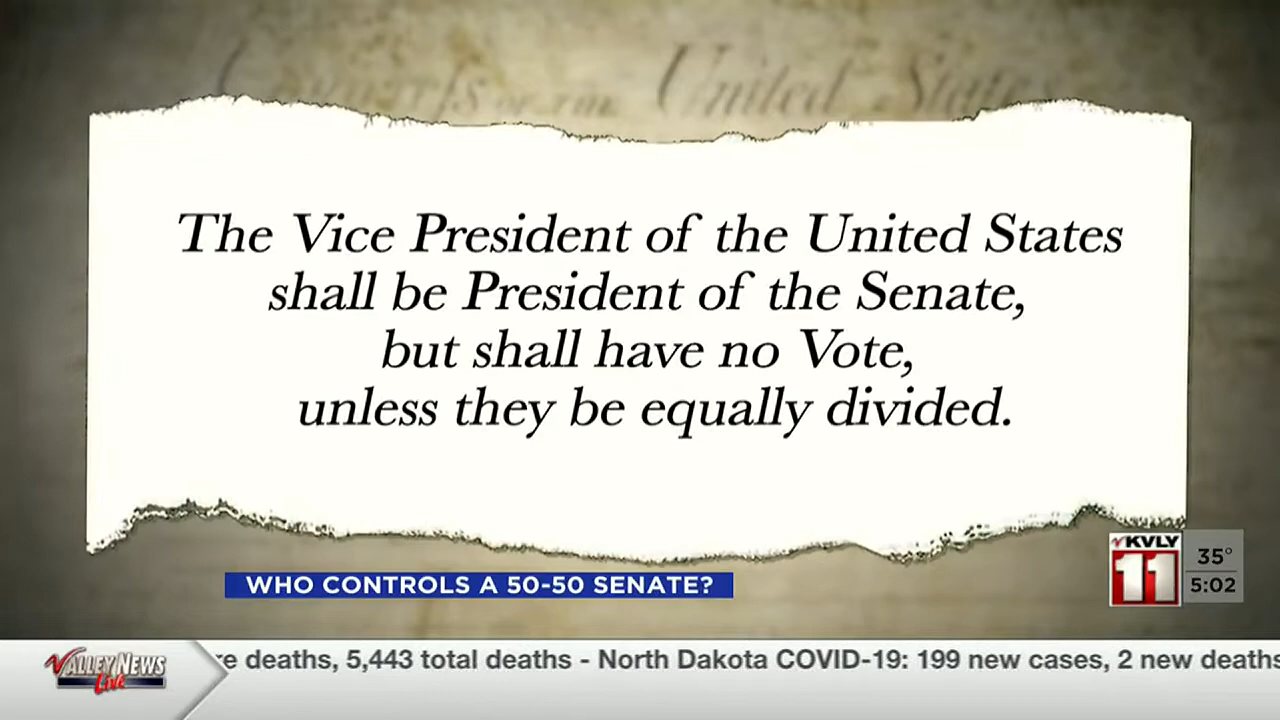 United States
The Vice President of the United States
shall be President of the Senate,
but shall have no Vote,
unless they be equally divided.
WHO CONTROLS A 50-50 SENATE?
KVLY
11
35°
5:02
VALLEY NEWS
Live
deaths, 5,443 total deaths - North Dakota COVID-19: 199 new cases, 2 new deaths